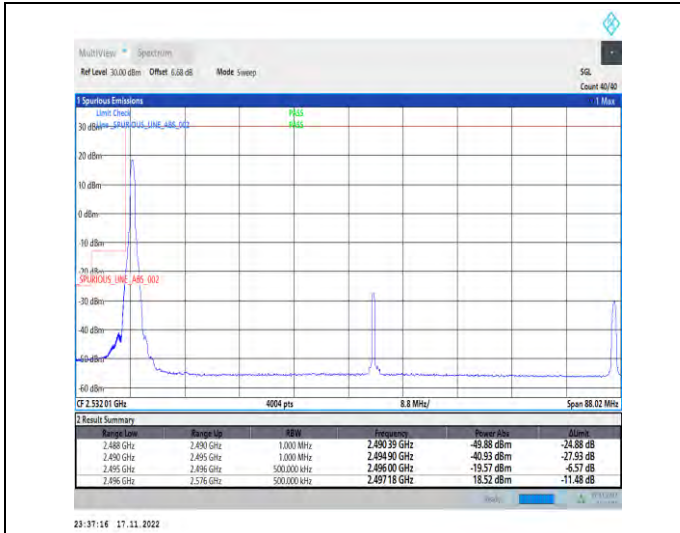 MultiView Spectrum
Ref Level 30.00 dBm Offset 6.68 dB Mode Sweep SGL
Count 40/40
1 Spurious Emissions 1 Max
Limit Check PASS
30 dBm Line _SPURIOUS_LINE_ABS_002 PASS
20 dBm
10 dBm
0 dBm
-10 dBm
-20 dBm
_SPURIOUS_LINE_ABS_002
-30 dBm
-40 dBm
-50 dBm
-60 dBm
CF 2.532 01 GHz 4004 pts 8.8 MHz/ Span 88.02 MHz
2 Result Summary
Range Low Range Up RBW Frequency Power Abs ΔLimit
2.488 GHz 2.490 GHz 1.000 MHz 2.490 39 GHz -49.88 dBm -24.88 dB
2.490 GHz 2.495 GHz 1.000 MHz 2.494 90 GHz -40.93 dBm -27.93 dB
2.495 GHz 2.496 GHz 500.000 kHz 2.496 00 GHz -19.57 dBm -6.57 dB
2.496 GHz 2.576 GHz 500.000 kHz 2.497 18 GHz 18.52 dBm -11.48 dB
23:37:16 17.11.2022